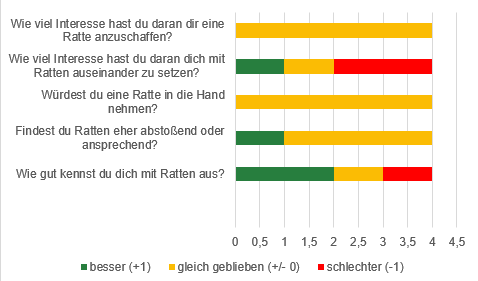 Wie viel Interesse hast du daran dir eine
Ratte anzuschaffen?
Wie viel Interesse hast du daran dich mit
Ratten auseinander zu setzen?
Würdest du eine Ratte in die Hand
nehmen?
Findest du Ratten eher abstoßend oder
ansprechend?
Wie gut kennst du dich mit Ratten aus?
0 0,5 1 1,5 2 2,5 3 3,5 4 4,5
besser (+1) gleich geblieben (+/- 0) schlechter (-1)